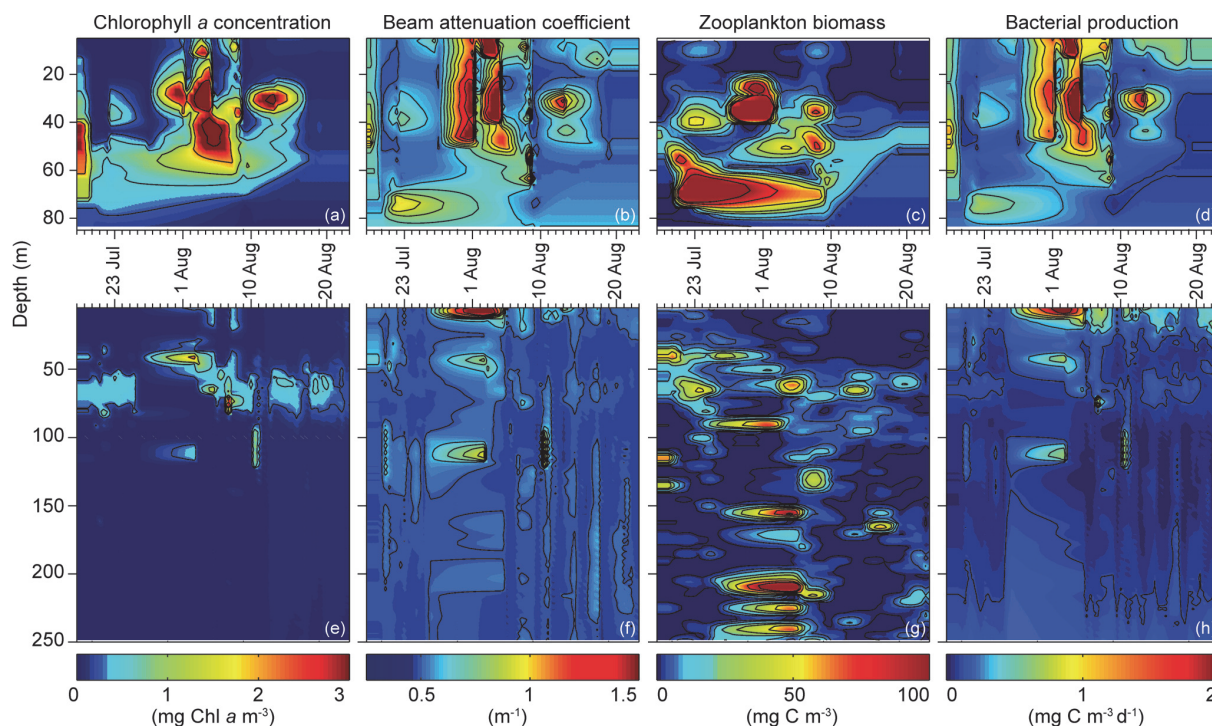 Chlorophyll a concentration Beam attenuation coefficient Zooplankton biomass Bacterial production
20
40
60
80
(a) (b) (c) (d)
23 Jul 1 Aug 10 Aug 20 Aug 23 Jul 1 Aug 10 Aug 20 Aug 23 Jul 1 Aug 10 Aug 20 Aug 23 Jul 1 Aug 10 Aug 20 Aug
Depth (m)
50
100
150
200
250
(e) (f) (g) (h)
0 1 2 3 0.5 1 1.5 0 50 100 0 1 2
(mg Chl a m⁻³) (m⁻¹) (mg C m⁻³) (mg C m⁻³ d⁻¹)